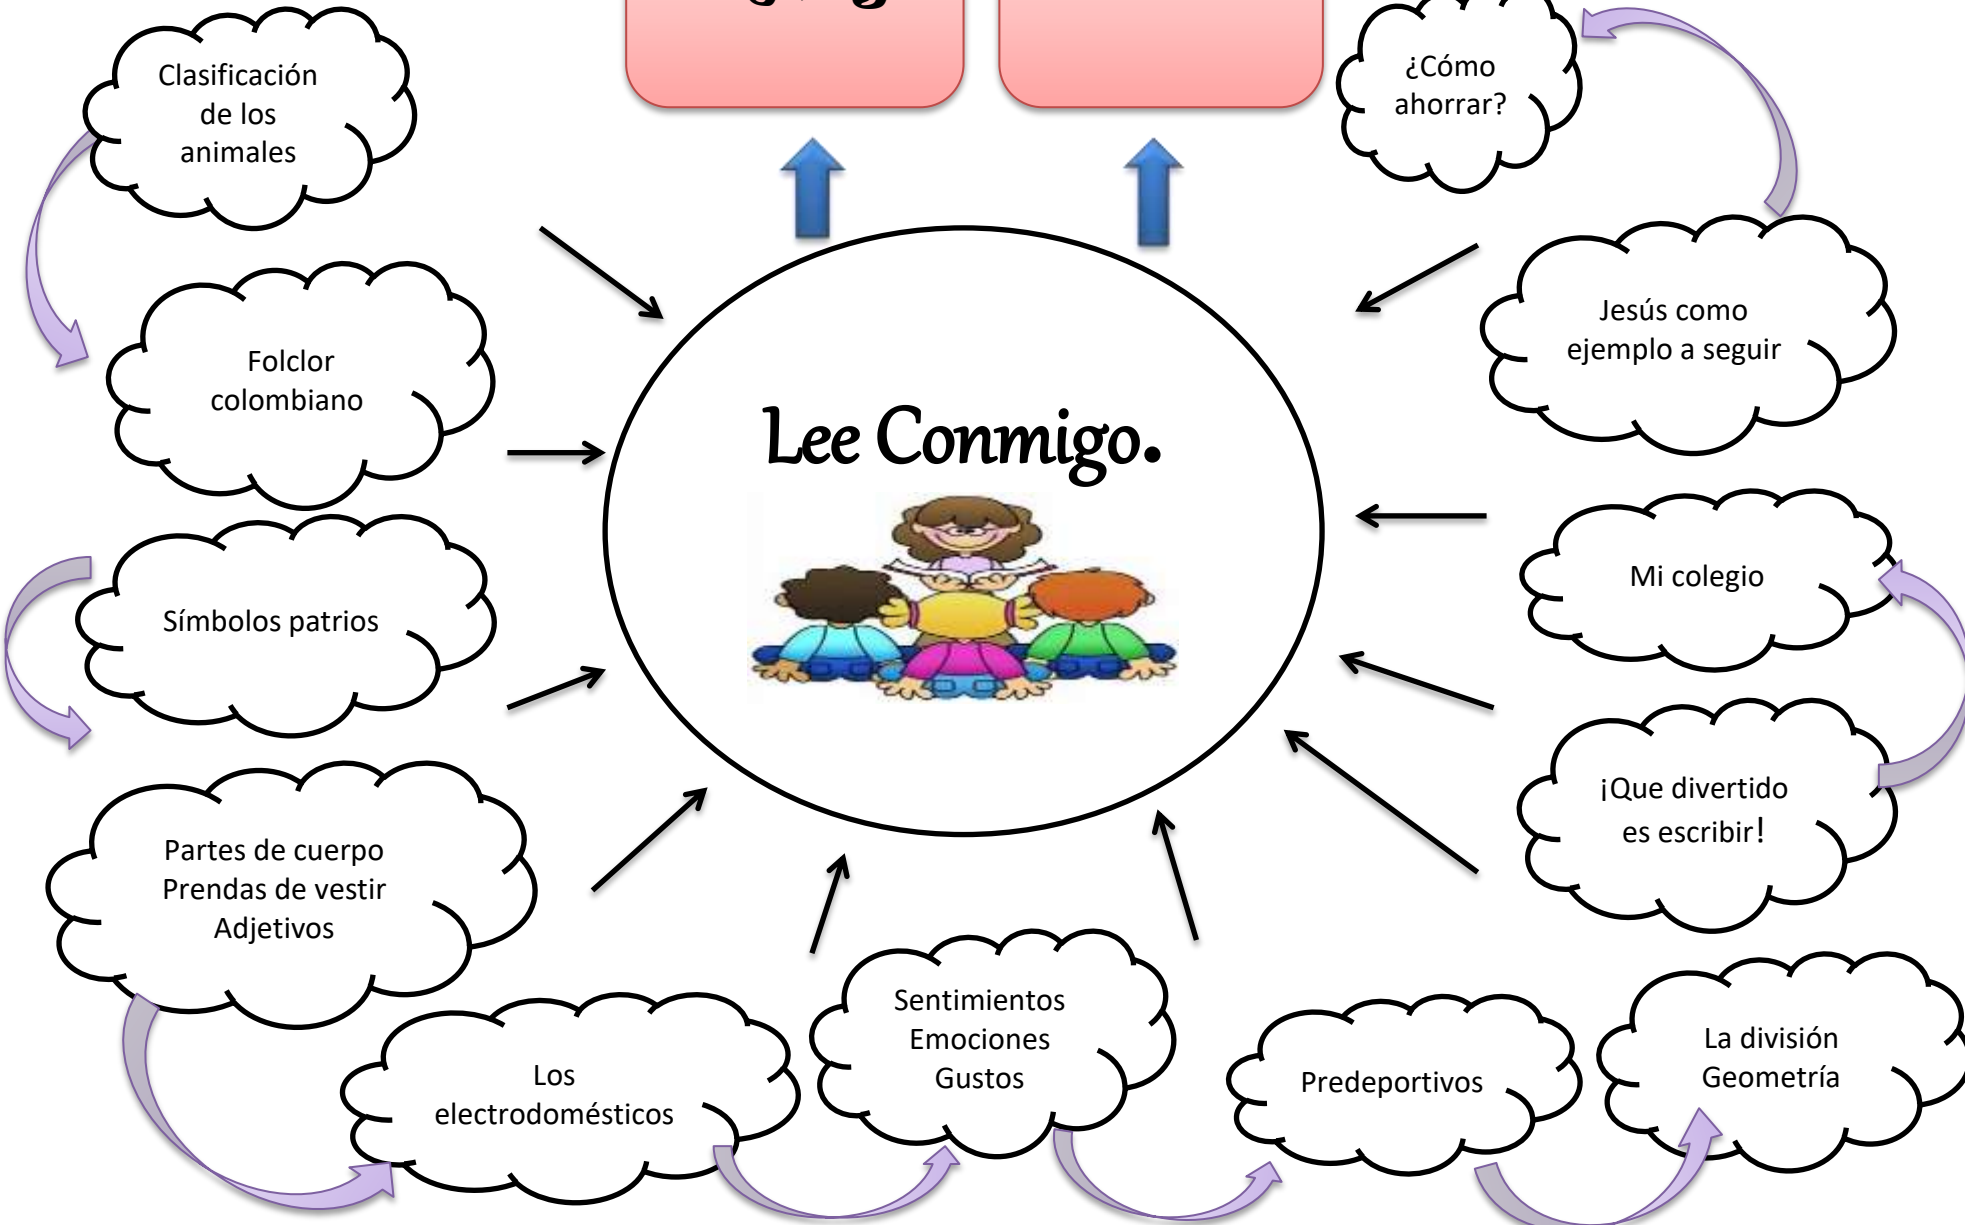 Clasificación
de los
animales
¿Cómo
ahorrar?
Folclor
colombiano
Jesús como
ejemplo a seguir
Lee Conmigo.
Símbolos patrios
Mi colegio
¡Que divertido
es escribir!
Partes de cuerpo
Prendas de vestir
Adjetivos
Los
electrodomésticos
Sentimientos
Emociones
Gustos
Predeportivos
La división
Geometría